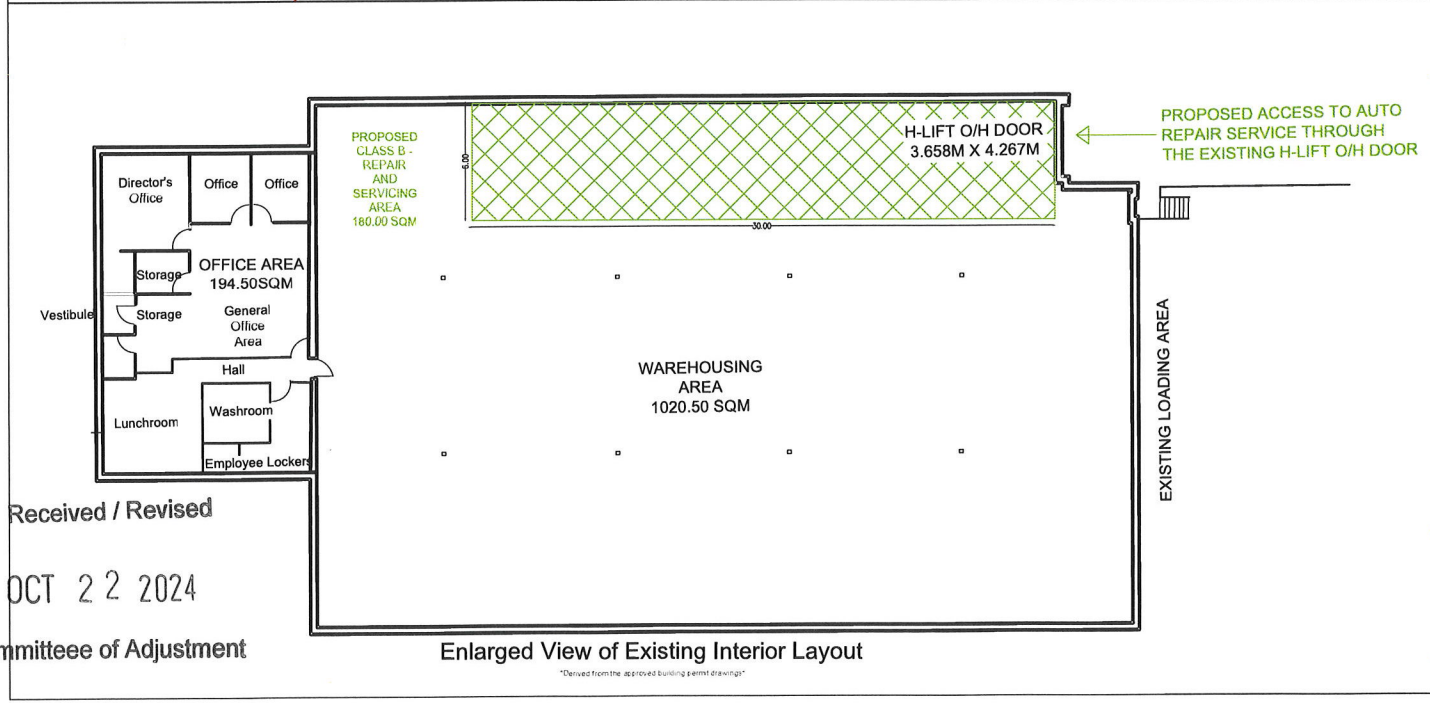 PROPOSED
CLASS B -
REPAIR
AND
SERVICING
AREA
180.00 SQM
6.00
H-LIFT O/H DOOR
3.658M X 4.267M
PROPOSED ACCESS TO AUTO
REPAIR SERVICE THROUGH
THE EXISTING H-LIFT O/H DOOR
30.00
Director's
Office
Office
Office
Storage
OFFICE AREA
194.50SQM
Vestibule
Storage
General
Office
Area
Hall
Lunchroom
Washroom
Employee Lockers
WAREHOUSING
AREA
1020.50 SQM
EXISTING LOADING AREA
Received / Revised
OCT 22 2024
mmitteee of Adjustment
Enlarged View of Existing Interior Layout
*Derived from the approved building permit drawings*